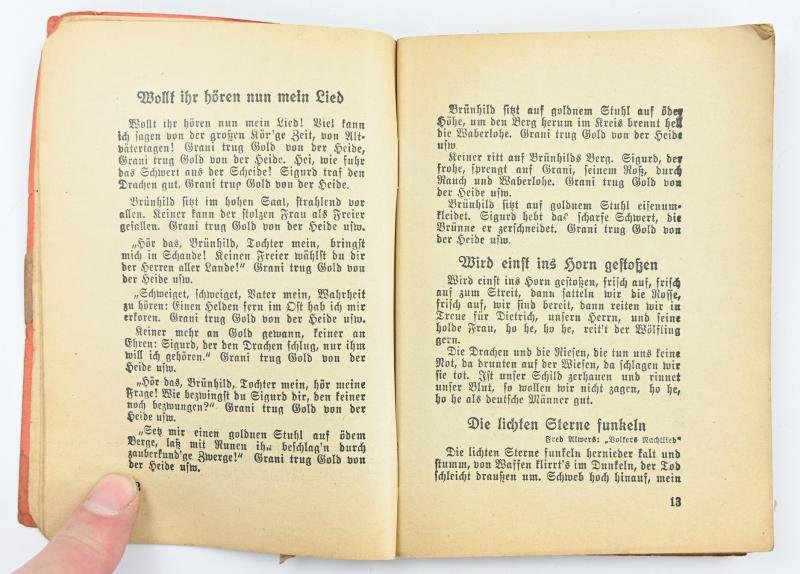 Wollt ihr hören nun mein Lied
Wollt ihr hören nun mein Lied! Viel kann
ich sagen von der großen Kör'ge Zeit, von Alt-
vätertagen! Grani trug Gold von der Heide,
Grani trug Gold von der Heide. Hei, wie fuhr
das Schwert aus der Scheide! Sigurd traf den
Drachen gut, Grani trug Gold von der Heide.
Brünhild sitzt im hohen Saal, strahlend vor
allen. Keiner kann der stolzen Frau als Freier
gefallen. Grani trug Gold von der Heide usw.
„Hör das, Brünhild, Tochter mein, bringst
mich in Schande! Keinen Freier wählst du dir
der Herren aller Lande!“ Grani trug Gold von
der Heide usw.
„Schweiget, schweiget, Vater mein, Wahrheit
zu hören: Einen Helden fern im Ost hab ich mir
erkoren. Grani trug Gold von der Heide usw.
Keiner mehr an Gold gewann, keiner an
Ehren: Sigurd, der den Drachen schlug, nur ihm
will ich gehören.“ Grani trug Gold von der
Heide usw.
„Hör das, Brünhild, Tochter mein, hör meine
Frage! Wie bezwingst du Sigurd dir, den keiner
noch bezwungen?“ Grani trug Gold von der
Heide usw.
„Setz mir einen goldnen Stuhl auf ödem
Berge, laß mit Runen ihn beschlag'n durch
zauberkund'ge Zwerge!“ Grani trug Gold von
der Heide usw.
Brünhild sitzt auf goldnem Stuhl auf öder
Höhe, um den Berg herum im Kreis brennt hell
die Waberlohe. Grani trug Gold von der Heide
usw
Keiner ritt auf Brünhilds Berg. Sigurd, der
frohe, sprengt auf Grani, seinem Roß, durch
Rauch und Waberlohe. Grani trug Gold von
der Heide usw.
Brünhild sitzt auf goldnem Stuhl eisenum-
kleidet. Sigurd hebt das scharfe Schwert, die
Brünne er zerschneidet. Grani trug Gold von
der Heide usw.
Wird einst ins Horn gestoßen
Wird einst ins Horn gestoßen, frisch auf, frisch
auf zum Streit, dann satteln wir die Rosse,
frisch auf, wir sind bereit, dann reiten wir in
Treue für Dietrich, unsern Herrn, und seine
holde Frau, ho he, ho he, reit't der Wölfling
gern.
Die Drachen und die Riesen, die tun uns keine
Not, da drunten auf der Wiesen, da schlagen wir
sie tot. Ist unser Schild zerhauen und rinnet
unser Blut, so wollen wir nicht zagen, ho he,
ho he als deutsche Männer gut.
Die lichten Sterne funkeln
Fred Alwers: „Volkers Nachtlied“
Die lichten Sterne funkeln hernieder kalt und
stumm, von Waffen klirrt's im Dunkeln, der Tod
schleicht draußen um. Schweb hoch hinauf, mein
13